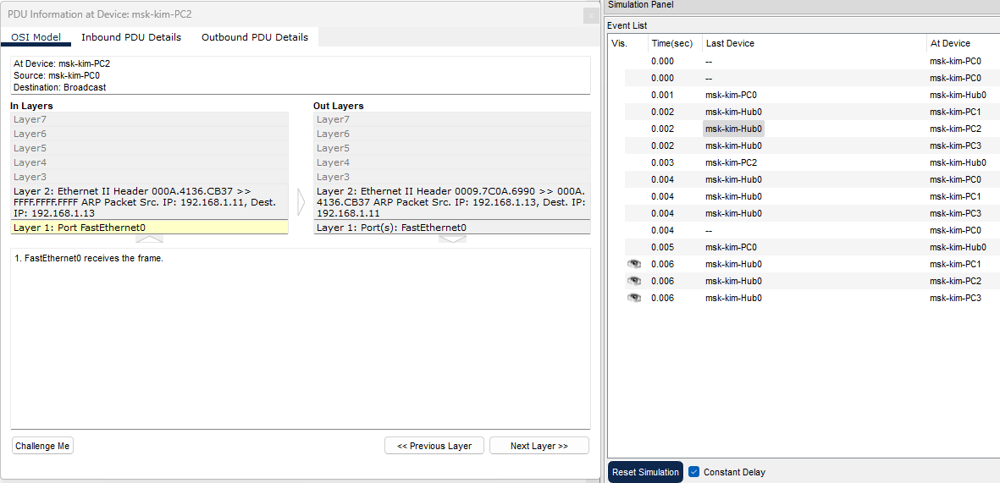 PDU Information at Device: msk-kim-PC2
x
OSI Model Inbound PDU Details Outbound PDU Details
At Device: msk-kim-PC2
Source: msk-kim-PC0
Destination: Broadcast
In Layers
Layer7
Layer6
Layer5
Layer4
Layer3
Layer 2: Ethernet II Header 000A.4136.CB37 >>
FFFF.FFFF.FFFF ARP Packet Src. IP: 192.168.1.11, Dest.
IP: 192.168.1.13
Layer 1: Port FastEthernet0
Out Layers
Layer7
Layer6
Layer5
Layer4
Layer3
Layer 2: Ethernet II Header 0009.7C0A.6990 >> 000A.
4136.CB37 ARP Packet Src. IP: 192.168.1.13, Dest. IP:
192.168.1.11
Layer 1: Port(s): FastEthernet0
1. FastEthernet0 receives the frame.
Challenge Me << Previous Layer Next Layer >>
Simulation Panel
Event List
Vis. Time(sec) Last Device At Device
0.000 -- msk-kim-PC0
0.000 -- msk-kim-PC0
0.001 msk-kim-PC0 msk-kim-Hub0
0.002 msk-kim-Hub0 msk-kim-PC1
0.002 msk-kim-Hub0 msk-kim-PC2
0.002 msk-kim-Hub0 msk-kim-PC3
0.003 msk-kim-PC2 msk-kim-Hub0
0.004 msk-kim-Hub0 msk-kim-PC0
0.004 msk-kim-Hub0 msk-kim-PC1
0.004 msk-kim-Hub0 msk-kim-PC3
0.004 -- msk-kim-PC0
0.005 msk-kim-PC0 msk-kim-Hub0
0.006 msk-kim-Hub0 msk-kim-PC1
0.006 msk-kim-Hub0 msk-kim-PC2
0.006 msk-kim-Hub0 msk-kim-PC3
Reset Simulation Constant Delay